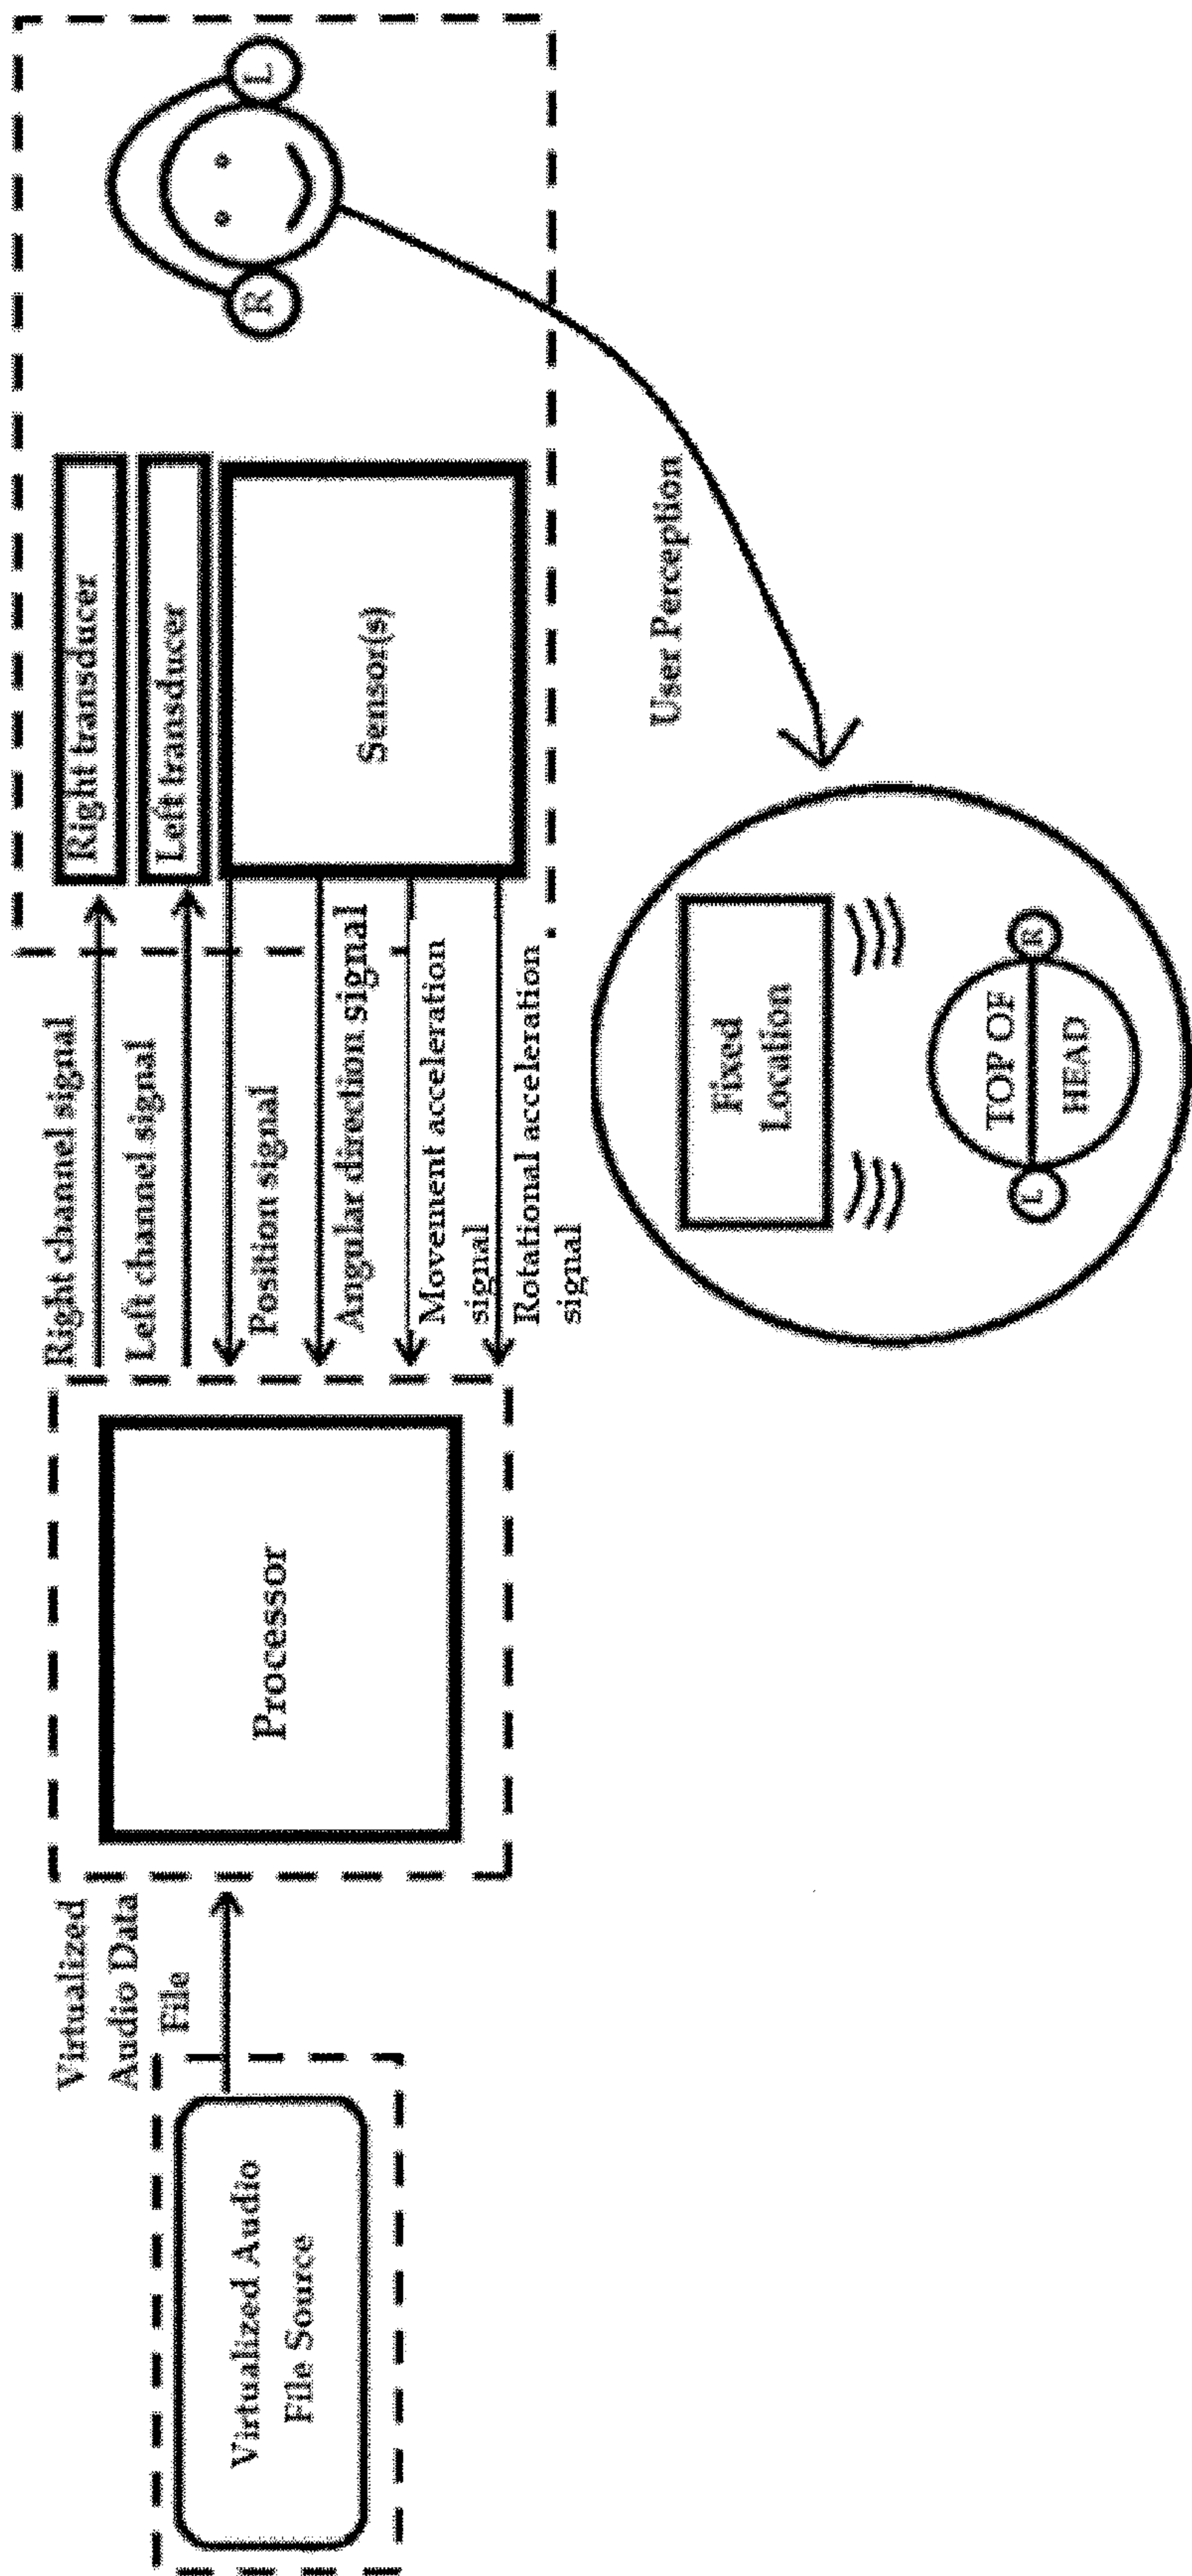 Virtualized Audio
File Source
Virtualized
Audio Data
File
Processor
Right channel signal
Left channel signal
Position signal
Angular direction signal
Movement acceleration
signal
Rotational acceleration
signal
Right transducer
Left transducer
Sensor(s)
R
L
User Perception
Fixed
Location
L
TOP OF
HEAD
R